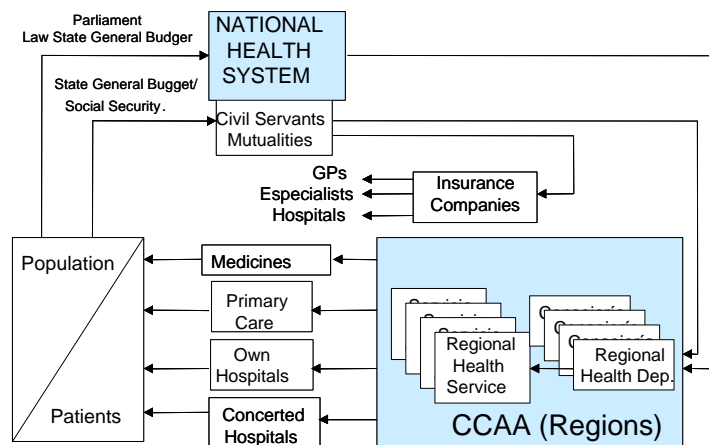 Parliament
Law State General Budger
NATIONAL
HEALTH
SYSTEM
State General Bugget/
Social Security.
Civil Servants
Mutualities
GPs
Especialists
Hospitals
Insurance
Companies
Population
Patients
Medicines
Primary
Care
Own
Hospitals
Concerted
Hospitals
Regional
Health
Service
Regional
Health Dep.
CCAA (Regions)